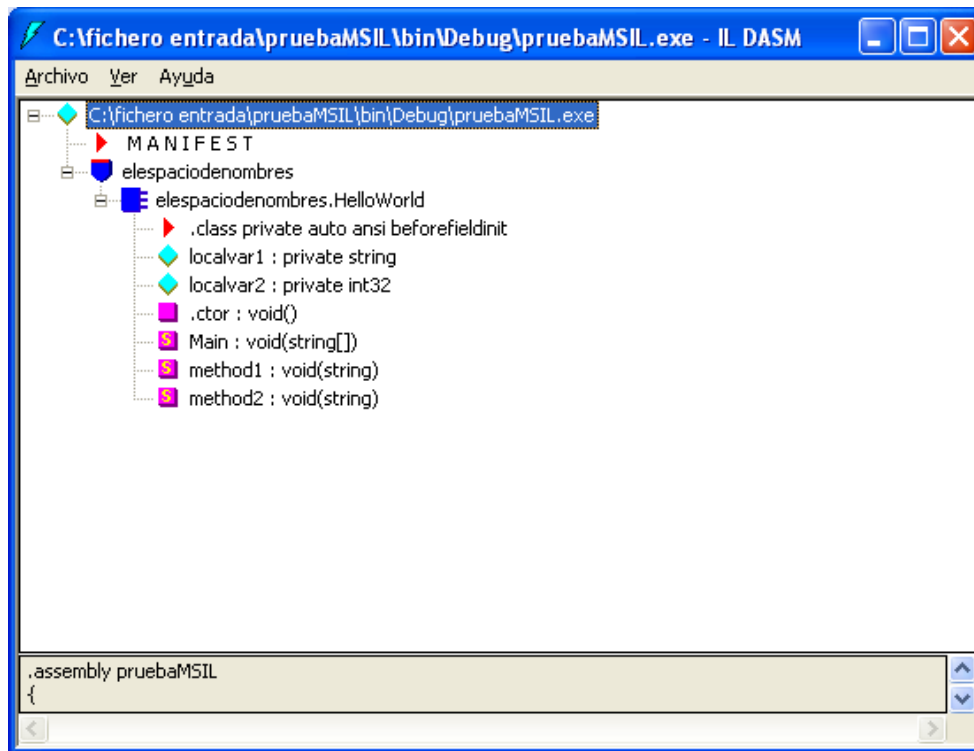 C:\fichero entrada\pruebaMSIL\bin\Debug\pruebaMSIL.exe - IL DASM
Archivo Ver Ayuda
C:\fichero entrada\pruebaMSIL\bin\Debug\pruebaMSIL.exe
M A N I F E S T
elespaciodenombres
elespaciodenombres.HelloWorld
.class private auto ansi beforefieldinit
localvar1 : private string
localvar2 : private int32
.ctor : void()
S Main : void(string[])
S method1 : void(string)
S method2 : void(string)
.assembly pruebaMSIL
{